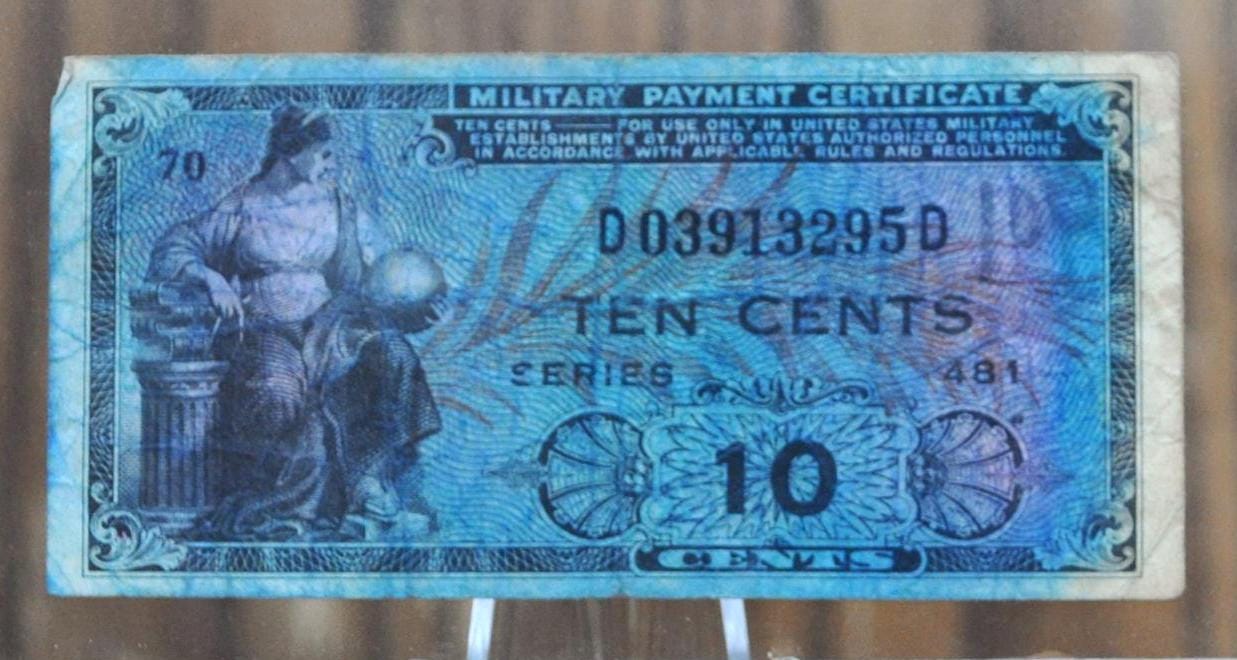 MILITARY PAYMENT CERTIFICATE
TEN CENTS — FOR USE ONLY IN UNITED STATES MILITARY
ESTABLISHMENTS BY UNITED STATES AUTHORIZED PERSONNEL
IN ACCORDANCE WITH APPLICABLE RULES AND REGULATIONS
70
D03913295D
TEN CENTS
SERIES 481
10
CENTS